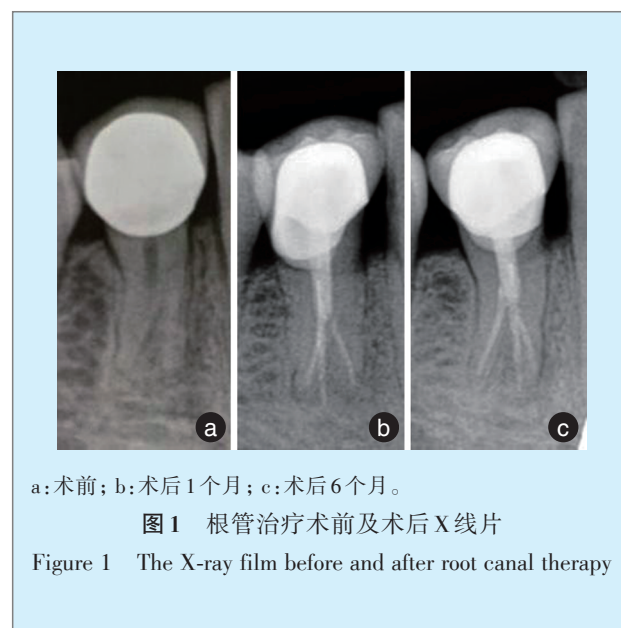 a
b
c
a:术前；b:术后1个月；c:术后6个月。
图1 根管治疗术前及术后X线片
Figure 1 The X-ray film before and after root canal therapy